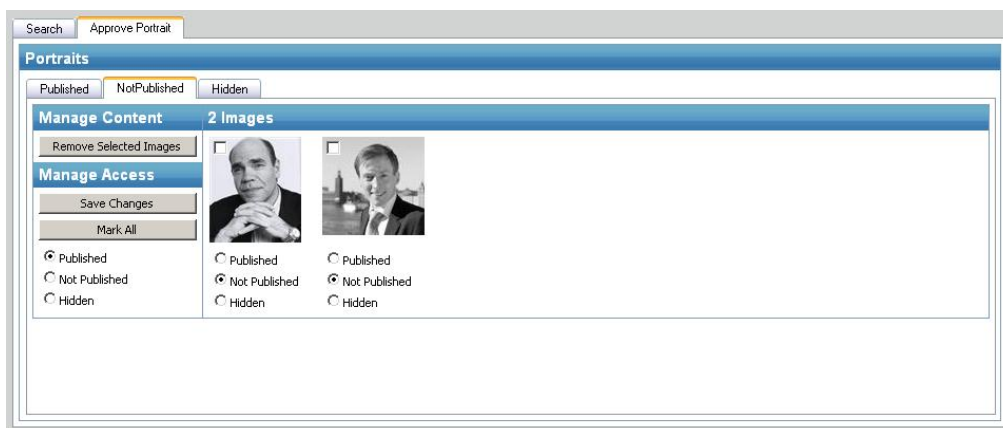 Search Approve Portrait
Portraits
Published NotPublished Hidden
Manage Content
2 Images
Remove Selected Images
Manage Access
Save Changes
Mark All
Published
Not Published
Hidden
Published
Not Published
Hidden
Published
Not Published
Hidden